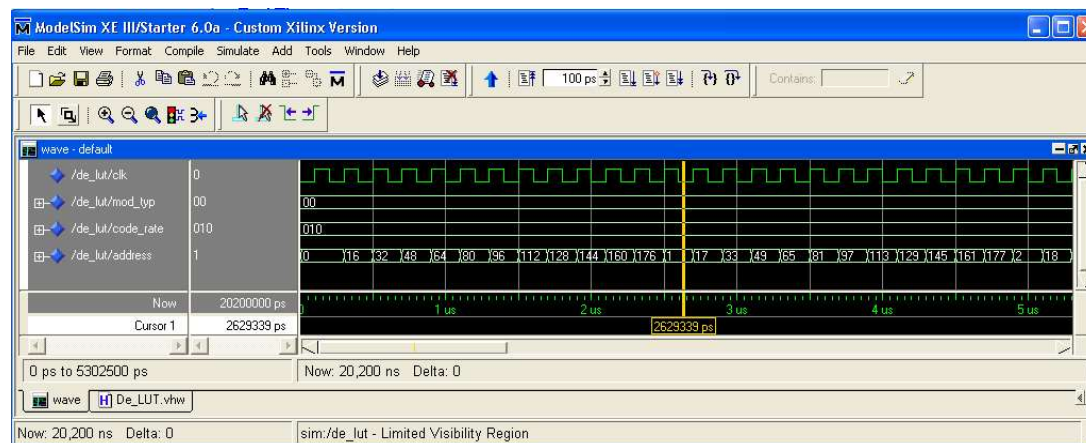 ModelSim XE III/Starter 6.0a - Custom Xilinx Version
File Edit View Format Compile Simulate Add Tools Window Help
100 ps Contains:
wave - default
/de_lut/clk 0
/de_lut/mod_typ 00 00
/de_lut/code_rate 010 010
/de_lut/address 1 0 16 32 48 64 80 96 112 128 144 160 176 1 17 33 49 65 81 97 113 129 145 161 177 2 18
Now 20200000 ps 1 us 2 us 3 us 4 us 5 us
Cursor 1 2629339 ps 2629339 ps
0 ps to 5302500 ps Now: 20,200 ns Delta: 0
wave De_LUT.vhw
Now: 20,200 ns Delta: 0 sim:/de_lut - Limited Visibility Region